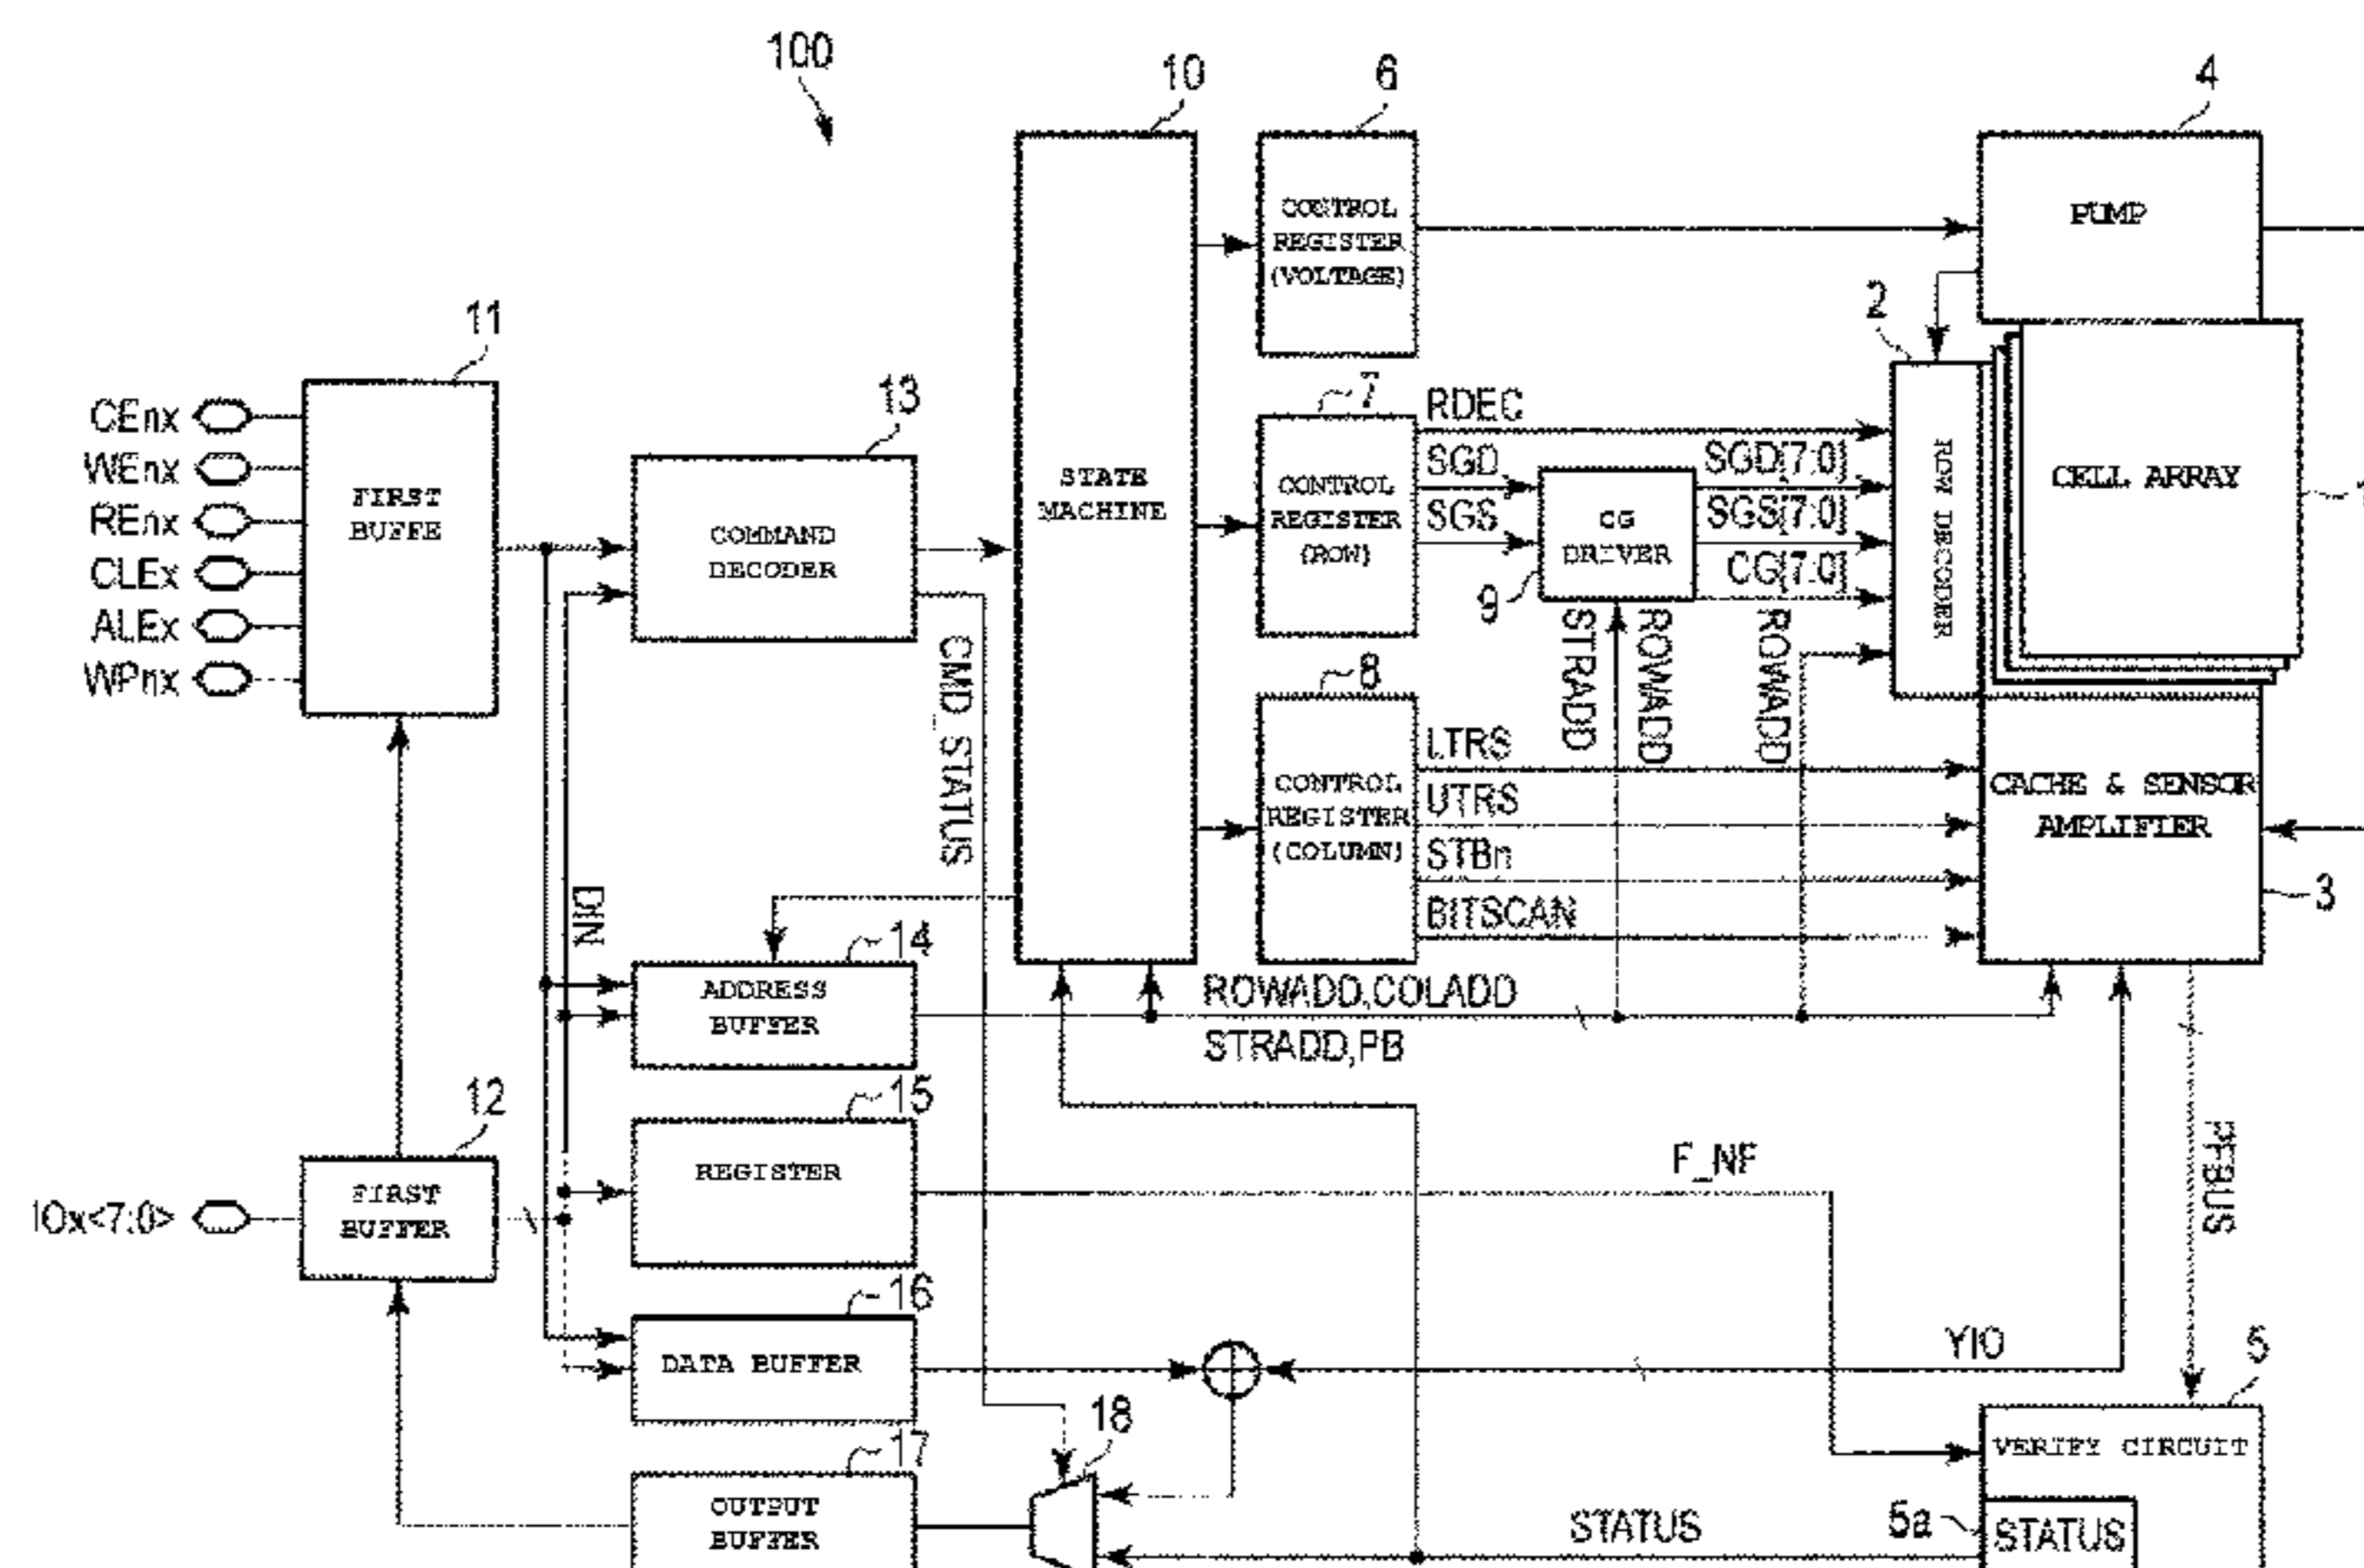 100
10
6
4
CONTROL
REGISTER
(VOLTAGE)
PUMP
2
11
CEnx
WEnx
REnx
CLEx
ALEx
WPnx
FIRST
BUFFE
13
COMMAND
DECODER
STATE
MACHINE
7
CONTROL
REGISTER
(ROW)
RDEC
SGD
SGS
CG
DRIVER
9
SGD[7:0]
SGS[7:0]
CG[7:0]
ROW DECODER
CELL ARRAY
STRADD
ROWADD
ROWADD
CMD_STATUS
8
CONTROL
REGISTER
(COLUMN)
LTRS
UTRS
STBn
BITSCAN
CACHE & SENSOR
AMPLIFIER
3
DIN
14
ADDRESS
BUFFER
ROWADD,COLADD
STRADD,PB
12
IOx<7:0>
FIRST
BUFFER
15
REGISTER
F_NF
PFBUS
16
DATA BUFFER
YIO
5
18
17
OUTPUT
BUFFER
VERIFY CIRCUIT
STATUS
5a
STATUS